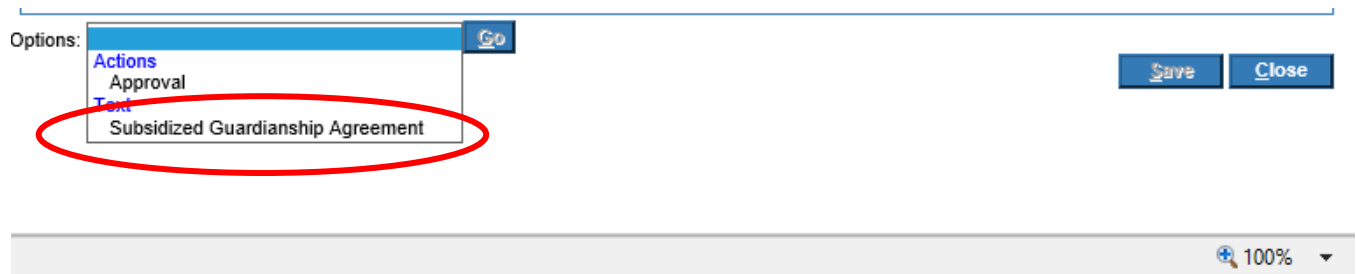 Options: Go
Actions
Approval
Text
Subsidized Guardianship Agreement
Save Close
100%